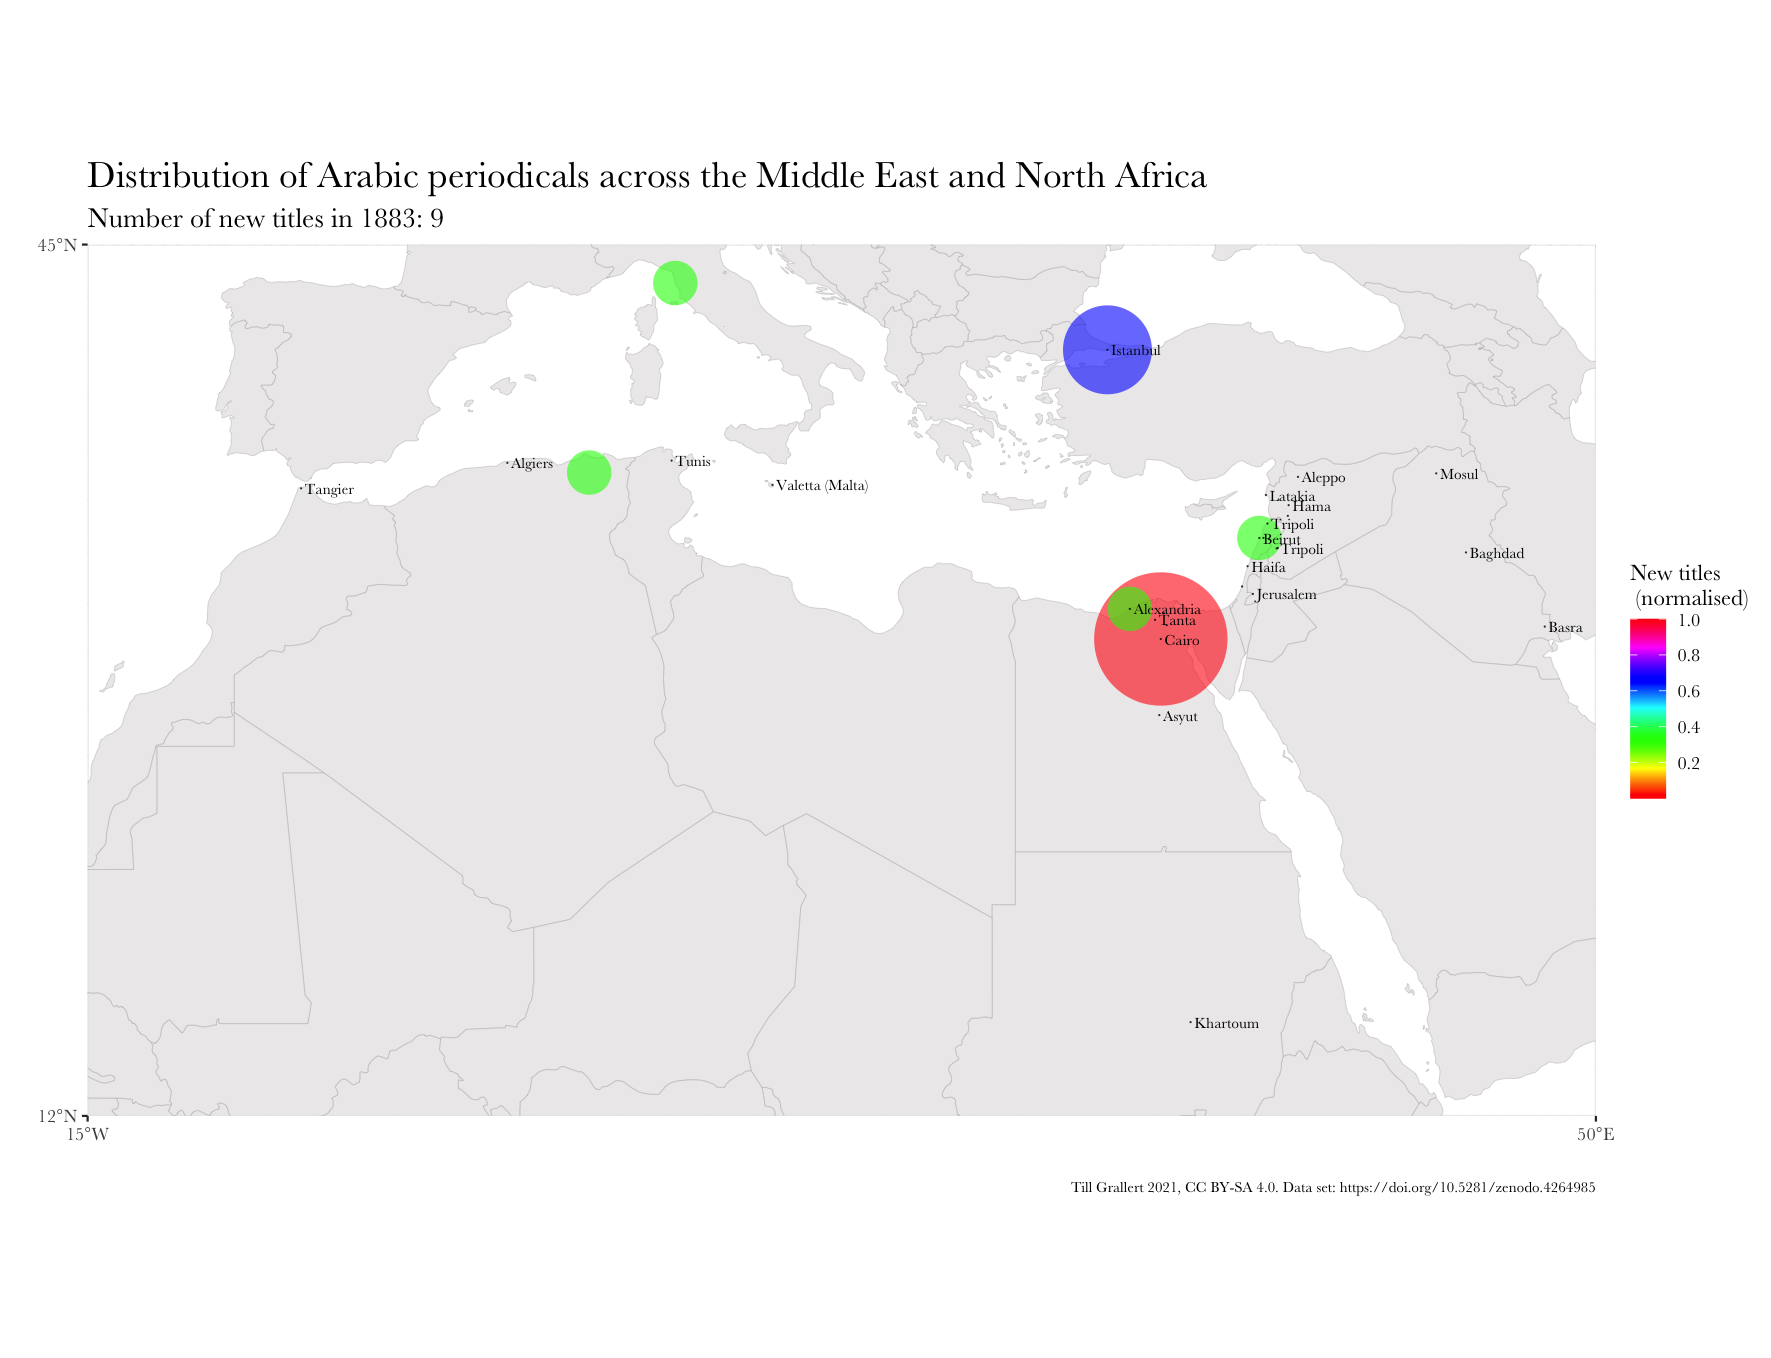 Distribution of Arabic periodicals across the Middle East and North Africa
Number of new titles in 1883: 9
45°N
Istanbul
Algiers
Tunis
Tangier
Valetta (Malta)
Aleppo
Mosul
Latakia
Hama
Tripoli
Beirut
Tripoli
Baghdad
Haifa
Jerusalem
Alexandria
Tanta
Basra
Cairo
Asyut
Khartoum
New titles
(normalised)
1.0
0.8
0.6
0.4
0.2
12°N
15°W
50°E
Till Grallert 2021, CC BY-SA 4.0. Data set: https://doi.org/10.5281/zenodo.4264985